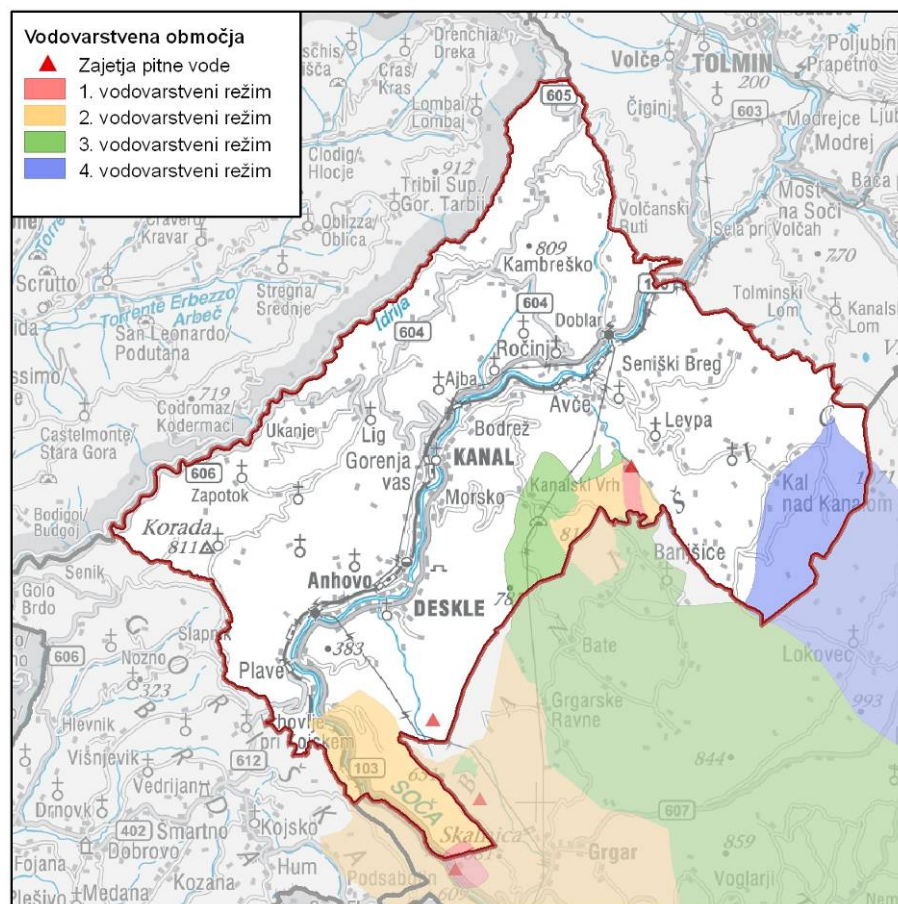 Vodovarstvena območja
Zajetja pitne vode
1. vodovarstveni režim
2. vodovarstveni režim
3. vodovarstveni režim
4. vodovarstveni režim
603
Drenchia/
Dreka
Cras/
Kras
Lombaj/
Lombaj
Clodig/
Hlocje
912
Tribil Sup./
Gor. Tarbij
Oblizza/
Oblica
Cravero/
Kravar
Scrutto
Torrente Erbezzo
Arbeč
Stregna/
Srednje
San Leonardo/
Podutana
719
Codromaz/
Kodermaci
Castelmonte/
Stara Gora
Bodigoi/
Budgoj
605
Volče
TOLMIN
200
Poljubin
Prapetno
Čiginj
603
Modrejce
Modrej
Most
na Soči
Bača p
Volčanski
Ruti
Sela pri Volčah
770
Tolminski
Lom
Kanalski
Lom
809
Kambreško
604
604
Idrija
Doblar
Ročinj
Ajba
Seniški Breg
Avče
Levpa
Ukanje
Lig
Bodrež
Gorenja
vas
KANAL
606
Zapotok
Morsko
Kanalski Vrh
Kal
nad Kanalom
Korada
811
Banjšice
Anhovo
DESKLE
Senik
Golo
Brdo
606
Nozno
323
Plave
383
Bate
Lokovec
993
Grgarske
Ravne
844
Hlevnik
Višnjevik
Vedrijan
612
103
SOČA
607
Drnovk
402
Šmartno
Dobrovo
Kojsko
Skalnica
Grgar
859
Fojana
Hum
Podsabotin
609
Voglarji
Medana
Kozana
Plešivo